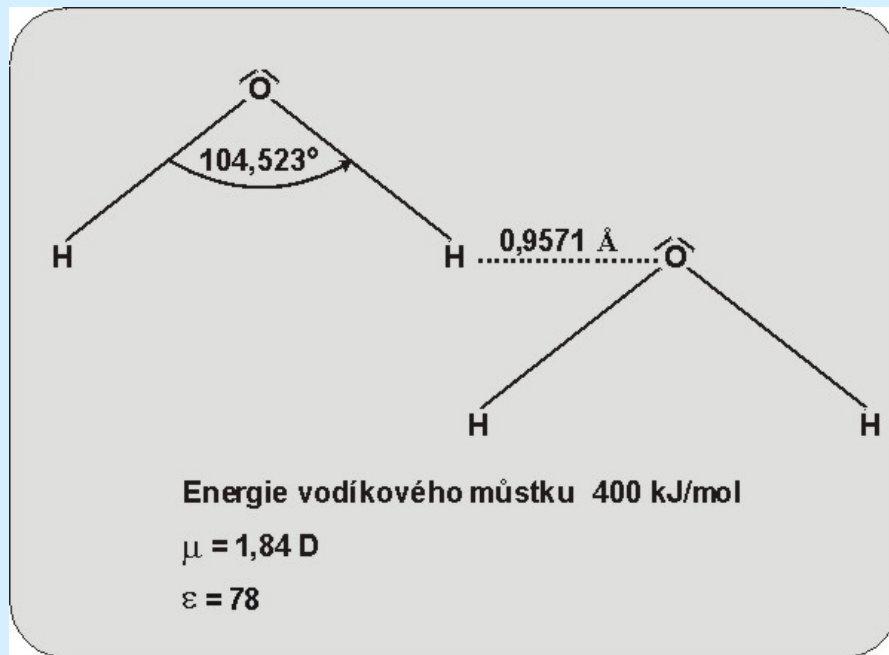 O
104,523°
H
H
0,9571 Å
O
H
H
Energie vodíkového můstku 400 kJ/mol
μ = 1,84 D
ε = 78